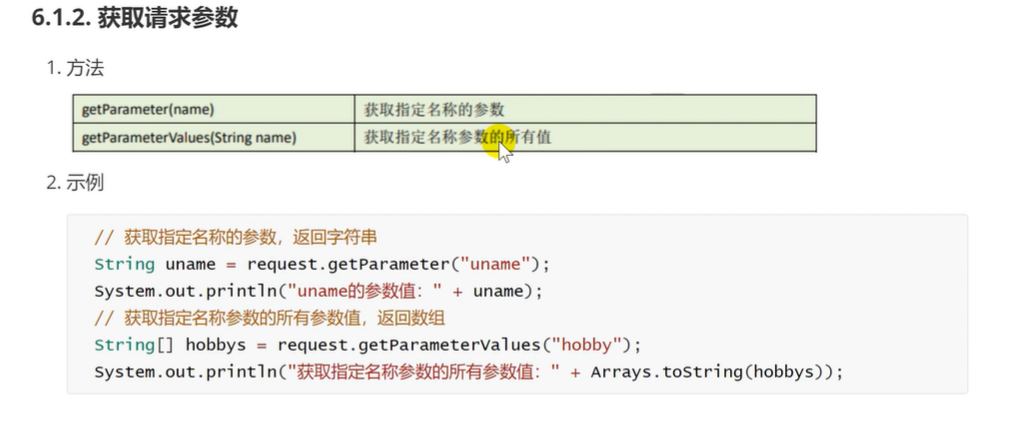 6.1.2. 获取请求参数
1. 方法
getParameter(name) 获取指定名称的参数
getParameterValues(String name) 获取指定名称参数的所有值
2. 示例
// 获取指定名称的参数，返回字符串
String uname = request.getParameter("uname");
System.out.println("uname的参数值：" + uname);
// 获取指定名称参数的所有参数值，返回数组
String[] hobbys = request.getParameterValues("hobby");
System.out.println("获取指定名称参数的所有参数值：" + Arrays.toString(hobbys));